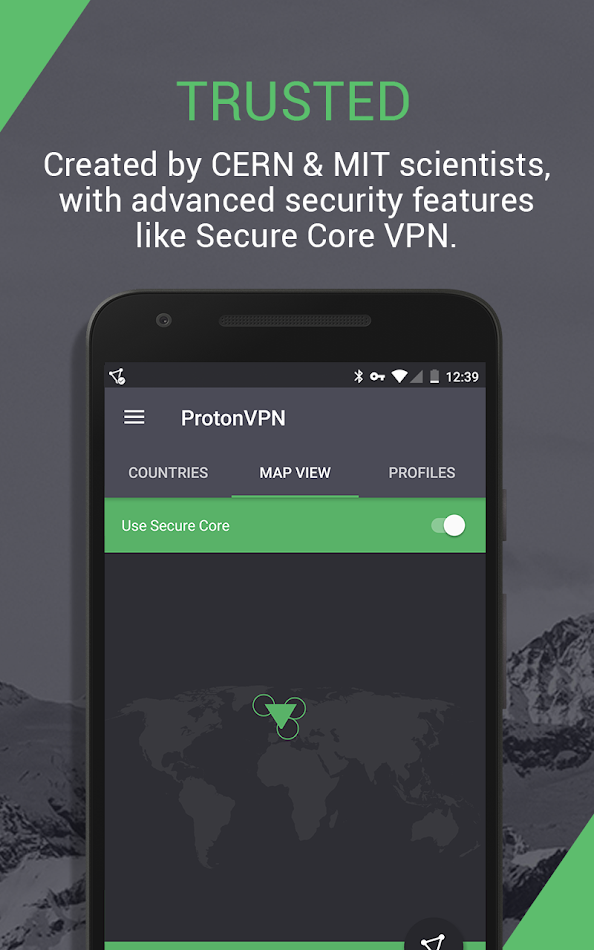 TRUSTED
Created by CERN & MIT scientists,
with advanced security features
like Secure Core VPN.
12:39
ProtonVPN
COUNTRIES MAP VIEW PROFILES
Use Secure Core